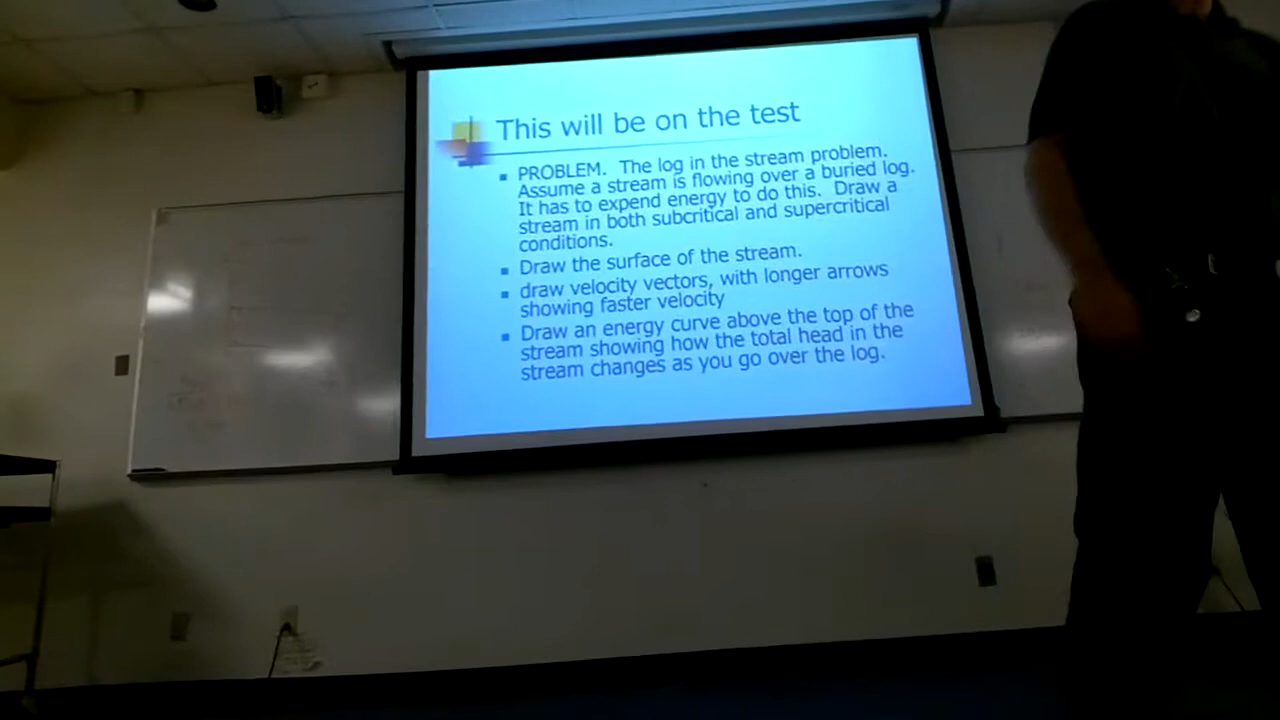 This will be on the test
PROBLEM. The log in the stream problem.
Assume a stream is flowing over a buried log.
It has to expend energy to do this. Draw a
stream in both subcritical and supercritical
conditions.
Draw the surface of the stream.
draw velocity vectors, with longer arrows
showing faster velocity
Draw an energy curve above the top of the
stream showing how the total head in the
stream changes as you go over the log.